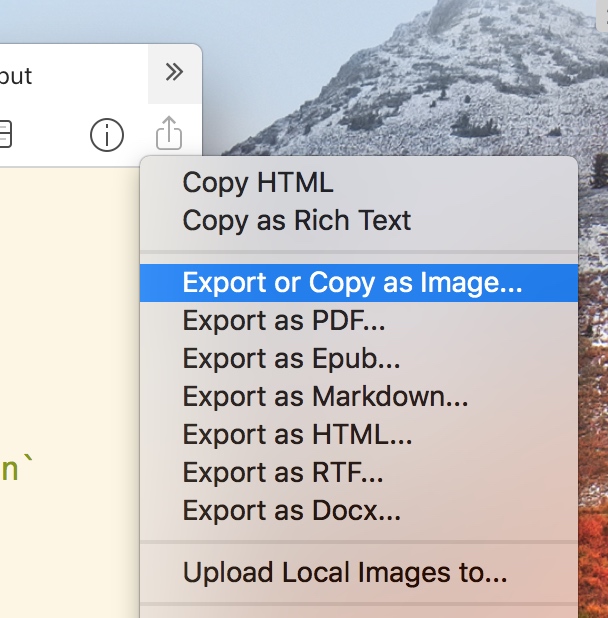 put
Copy HTML
Copy as Rich Text
Export or Copy as Image...
Export as PDF...
Export as Epub...
Export as Markdown...
Export as HTML...
Export as RTF...
Export as Docx...
n`
Upload Local Images to...